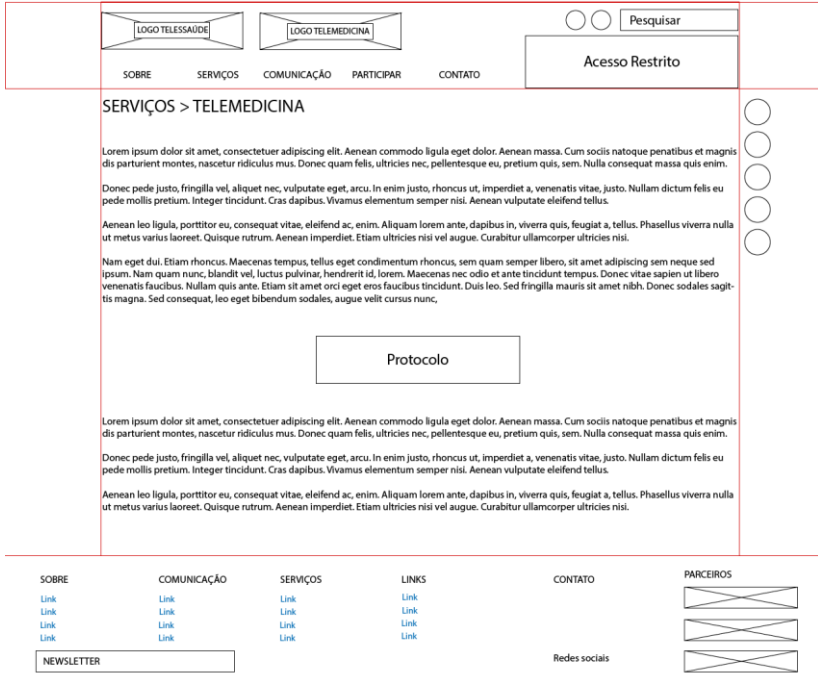 LOGO TELESSAÚDE
LOGO TELEMEDICINA
Pesquisar
Acesso Restrito
SOBRE SERVIÇOS COMUNICAÇÃO PARTICIPAR CONTATO
SERVIÇOS > TELEMEDICINA
Lorem ipsum dolor sit amet, consectetuer adipiscing elit. Aenean commodo ligula eget dolor. Aenean massa. Cum sociis natoque penatibus et magnis
dis parturient montes, nascetur ridiculus mus. Donec quam felis, ultricies nec, pellentesque eu, pretium quis, sem. Nulla consequat massa quis enim.
Donec pede justo, fringilla vel, aliquet nec, vulputate eget, arcu. In enim justo, rhoncus ut, imperdiet a, venenatis vitae, justo. Nullam dictum felis eu
pede mollis pretium. Integer tincidunt. Cras dapibus. Vivamus elementum semper nisi. Aenean vulputate eleifend tellus.
Aenean leo ligula, porttitor eu, consequat vitae, eleifend ac, enim. Aliquam lorem ante, dapibus in, viverra quis, feugiat a, tellus. Phasellus viverra nulla
ut metus varius laoreet. Quisque rutrum. Aenean imperdiet. Etiam ultricies nisi vel augue. Curabitur ullamcorper ultricies nisi.
Nam eget dui. Etiam rhoncus. Maecenas tempus, tellus eget condimentum rhoncus, sem quam semper libero, sit amet adipiscing sem neque sed
ipsum. Nam quam nunc, blandit vel, luctus pulvinar, hendrerit id, lorem. Maecenas nec odio et ante tincidunt tempus. Donec vitae sapien ut libero
venenatis faucibus. Nullam quis ante. Etiam sit amet orci eget eros faucibus tincidunt. Duis leo. Sed fringilla mauris sit amet nibh. Donec sodales sagit-
tis magna. Sed consequat, leo eget bibendum sodales, augue velit cursus nunc,
Protocolo
Lorem ipsum dolor sit amet, consectetuer adipiscing elit. Aenean commodo ligula eget dolor. Aenean massa. Cum sociis natoque penatibus et magnis
dis parturient montes, nascetur ridiculus mus. Donec quam felis, ultricies nec, pellentesque eu, pretium quis, sem. Nulla consequat massa quis enim.
Donec pede justo, fringilla vel, aliquet nec, vulputate eget, arcu. In enim justo, rhoncus ut, imperdiet a, venenatis vitae, justo. Nullam dictum felis eu
pede mollis pretium. Integer tincidunt. Cras dapibus. Vivamus elementum semper nisi. Aenean vulputate eleifend tellus.
Aenean leo ligula, porttitor eu, consequat vitae, eleifend ac, enim. Aliquam lorem ante, dapibus in, viverra quis, feugiat a, tellus. Phasellus viverra nulla
ut metus varius laoreet. Quisque rutrum. Aenean imperdiet. Etiam ultricies nisi vel augue. Curabitur ullamcorper ultricies nisi.
SOBRE
Link
Link
Link
Link
COMUNICAÇÃO
Link
Link
Link
Link
SERVIÇOS
Link
Link
Link
Link
LINKS
Link
Link
Link
Link
CONTATO
Redes sociais
PARCEIROS
NEWSLETTER